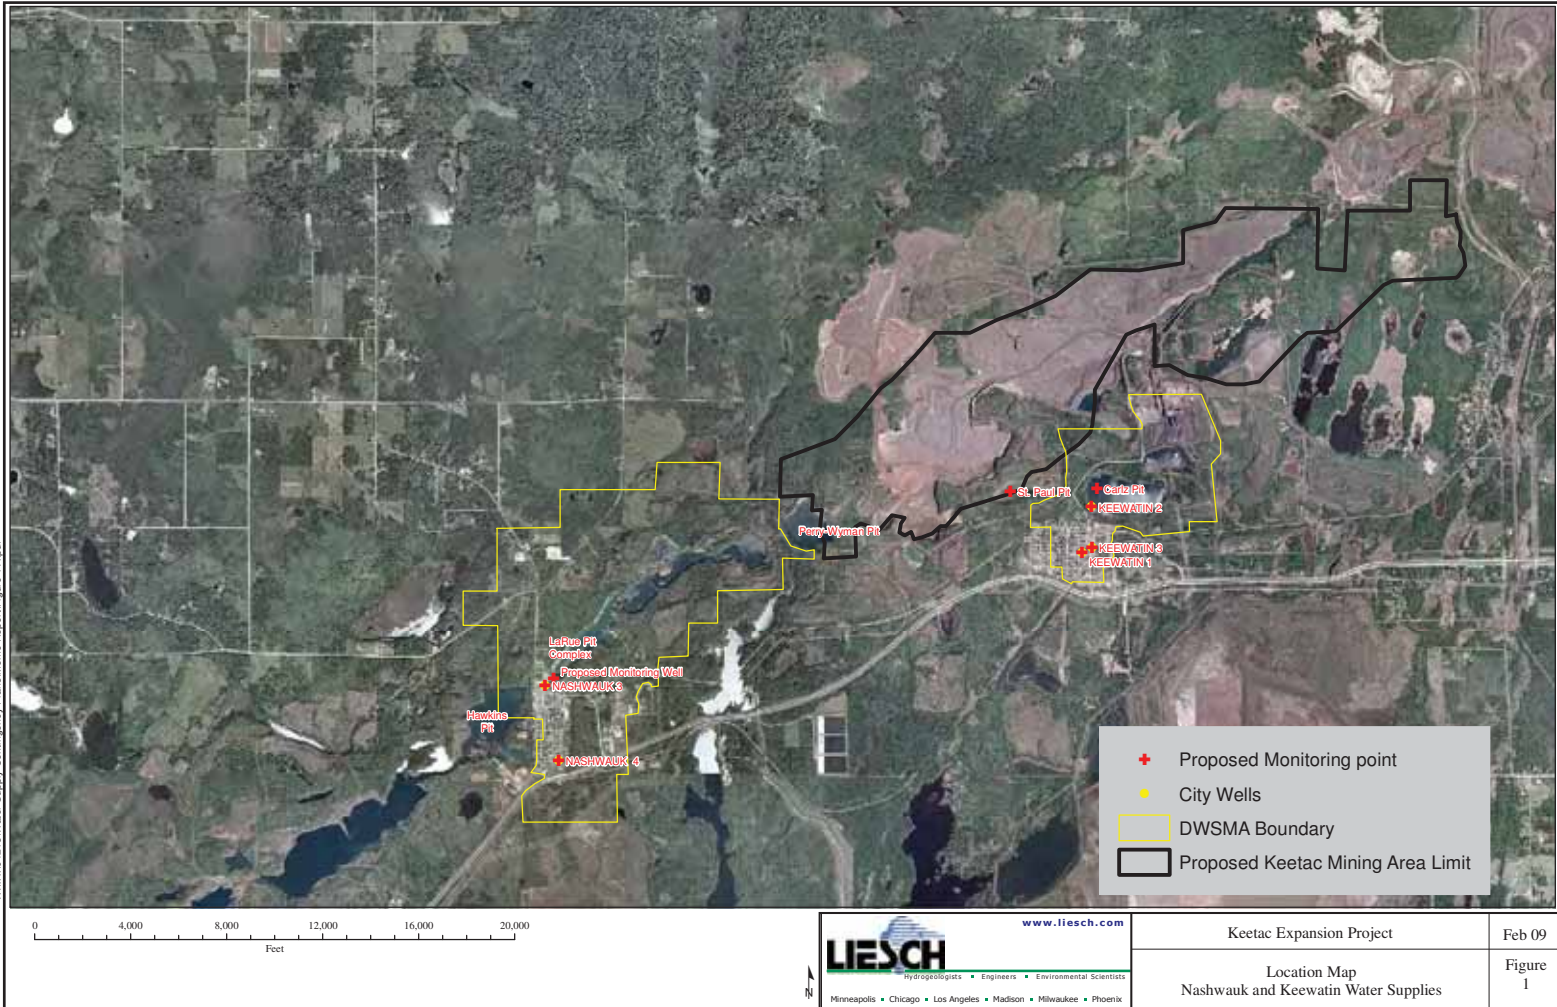 St. Paul Pit
Carlz Pit
KEEWATIN 2
Perry-Wyman Pit
KEEWATIN 3
KEEWATIN 1
LaRue Pit
Complex
Proposed Monitoring Well
NASHWAUK 3
Hawkins
Pit
NASHWAUK 4
Proposed Monitoring point
City Wells
DWSMA Boundary
Proposed Keetac Mining Area Limit
0
4,000
8,000
12,000
16,000
20,000
Feet
N
www.liesch.com
LIESCH
Hydrogeologists ▪ Engineers ▪ Environmental Scientists
Minneapolis ▪ Chicago ▪ Los Angeles ▪ Madison ▪ Milwaukee ▪ Phoenix
Keetac Expansion Project
Feb 09
Location Map
Nashwauk and Keewatin Water Supplies
Figure
1